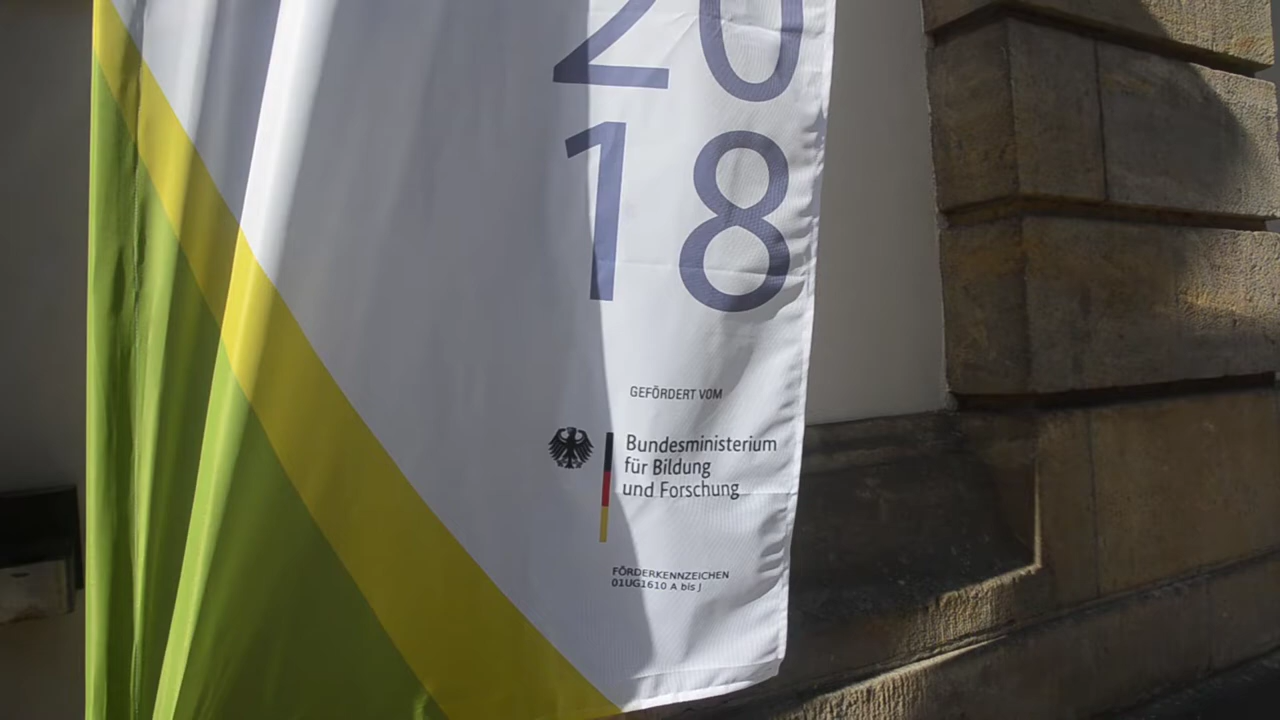 20
18
GEFÖRDERT VOM
Bundesministerium
für Bildung
und Forschung
FÖRDERKENNZEICHEN
01UG1610 A bis J